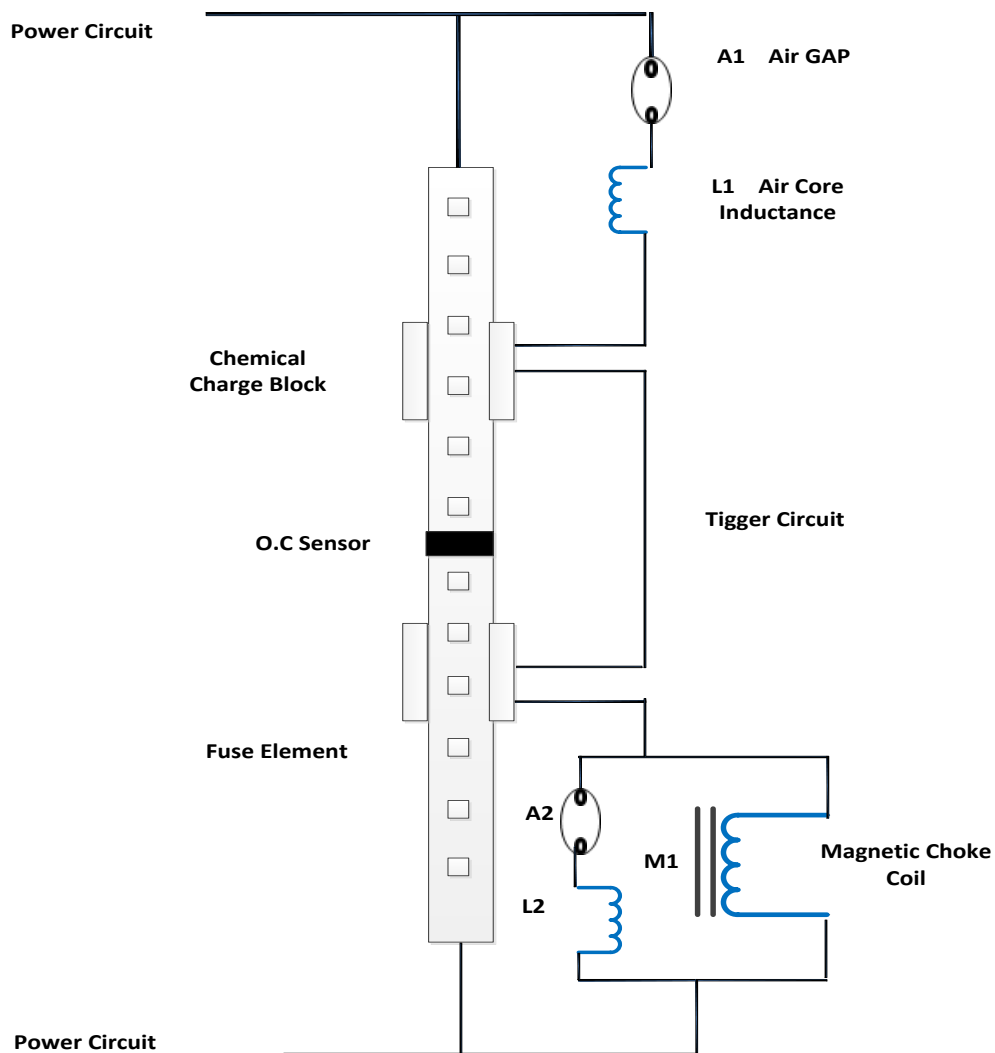 Power Circuit
A1 Air GAP
L1 Air Core
Inductance
Chemical
Charge Block
Tigger Circuit
O.C Sensor
Fuse Element
A2
M1
Magnetic Choke
Coil
L2
Power Circuit